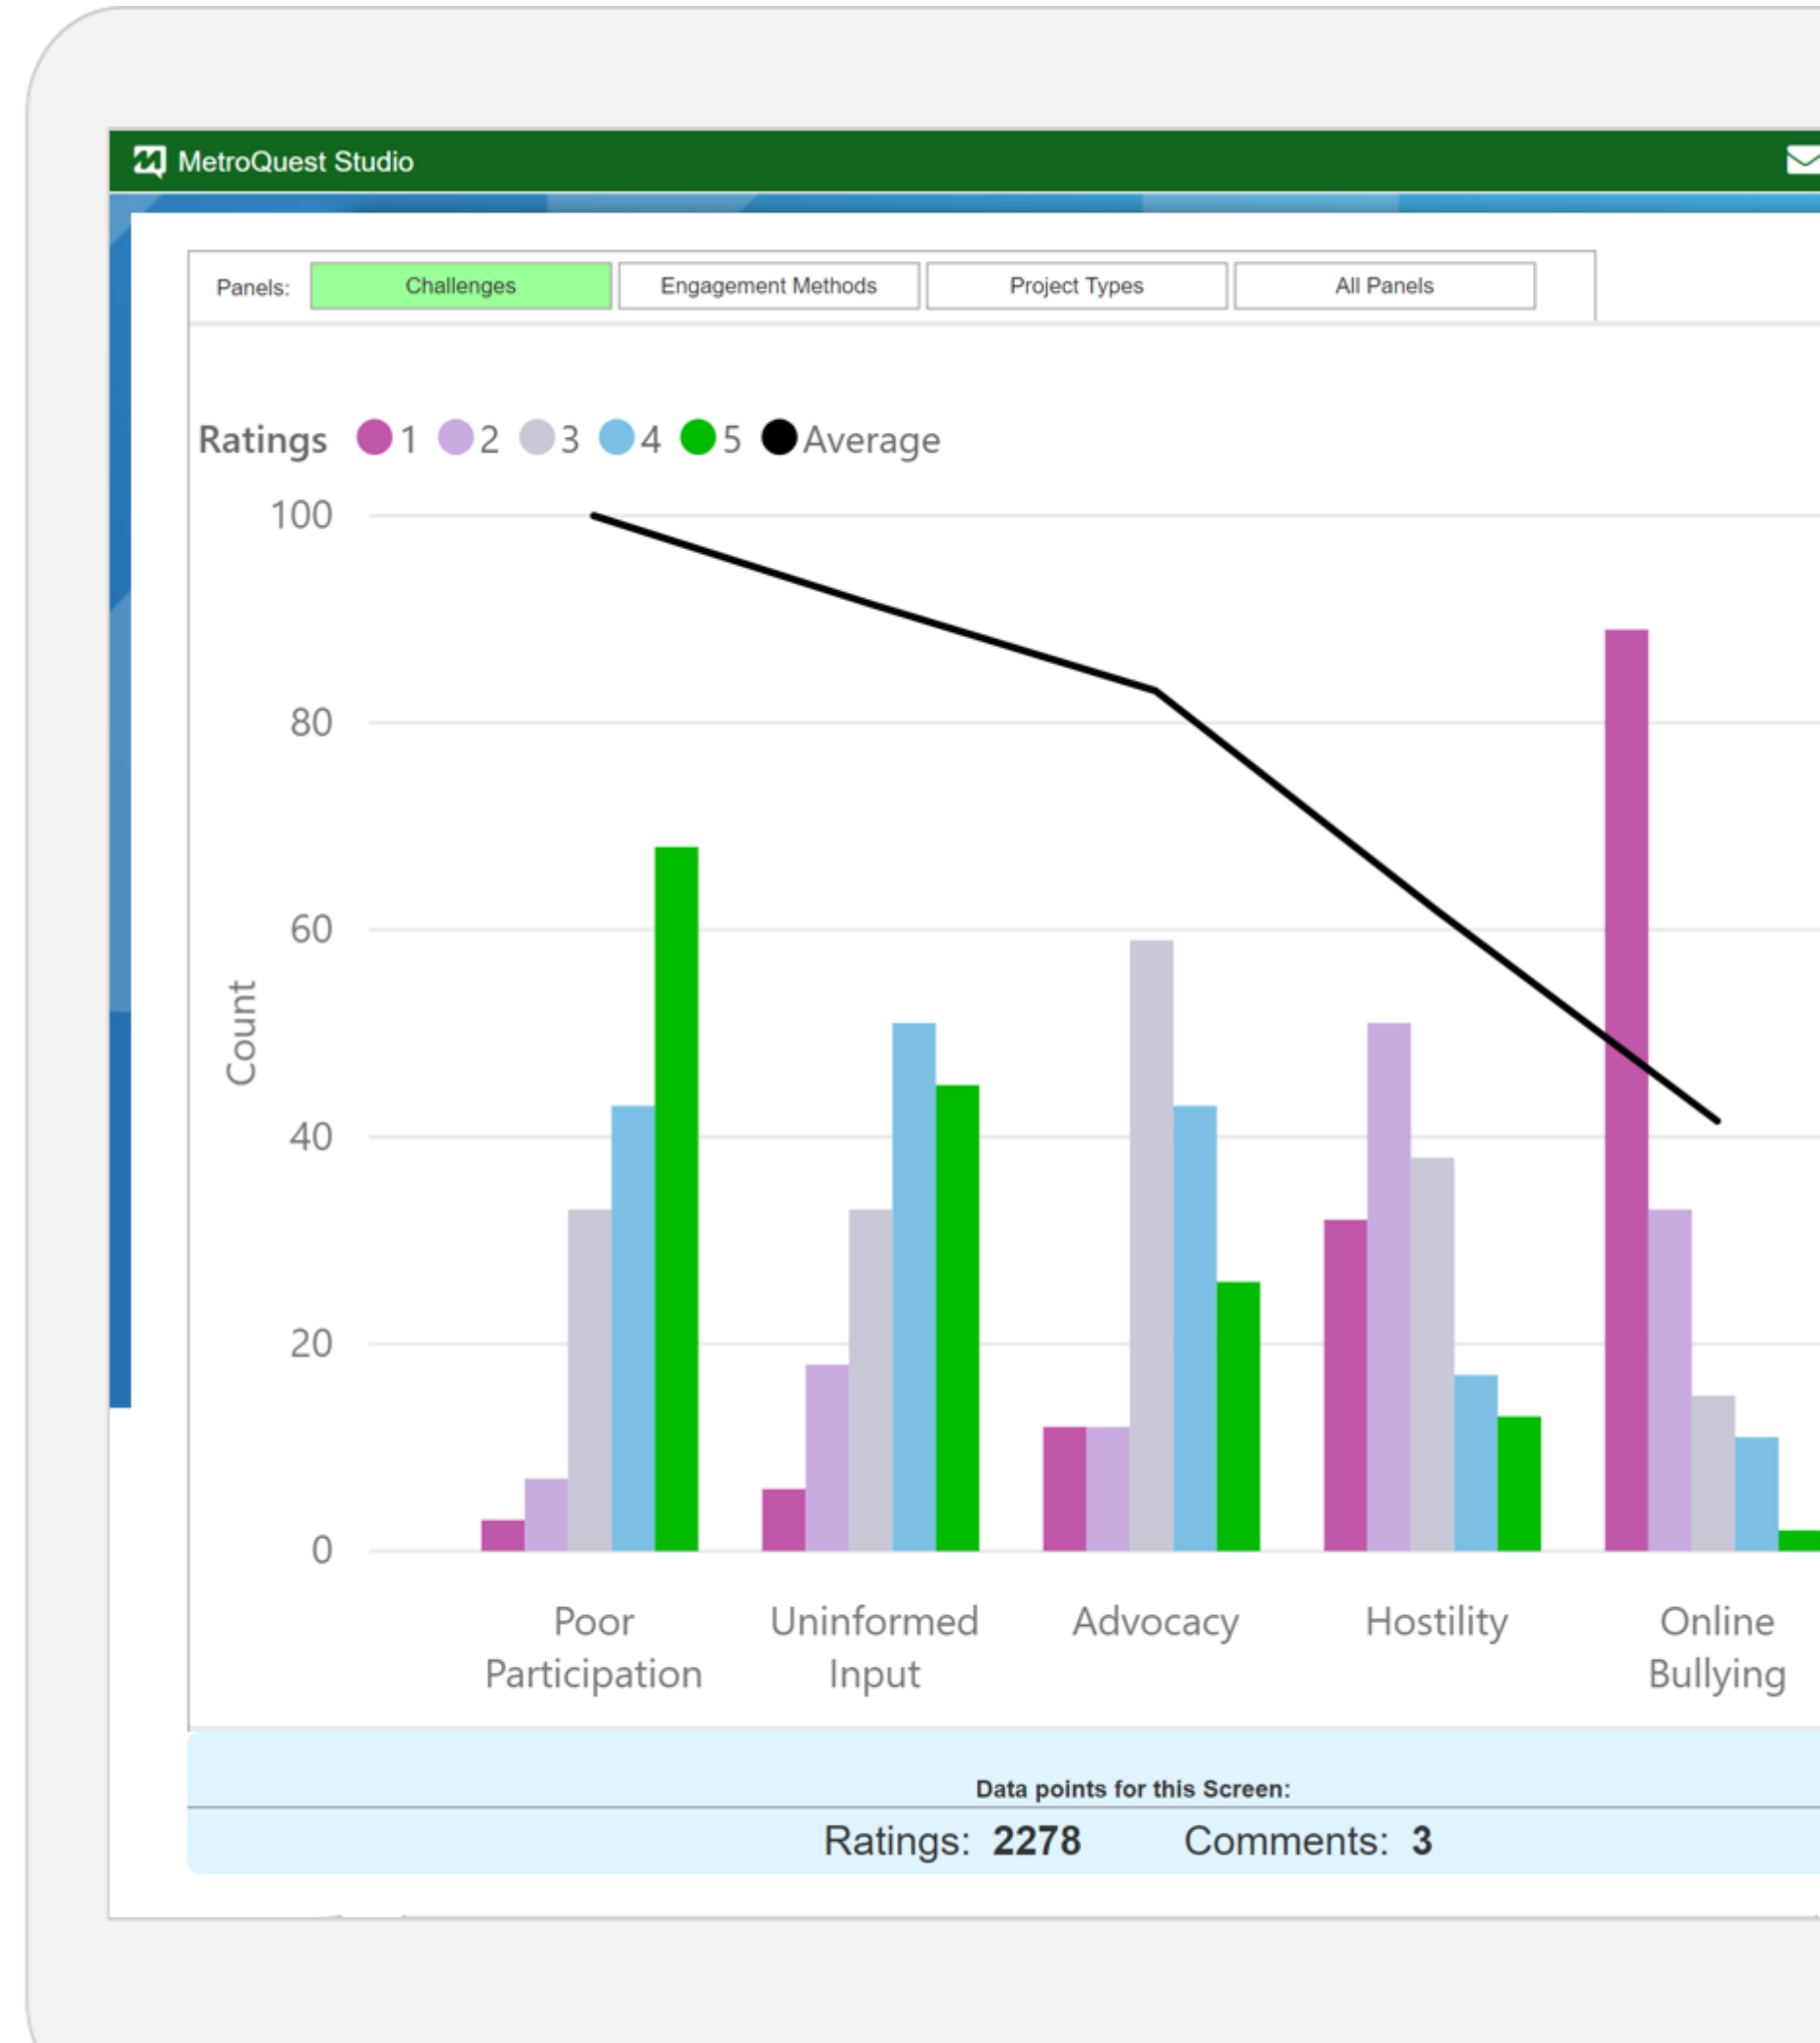 MetroQuest Studio
Panels: Challenges Engagement Methods Project Types All Panels
Ratings 1 2 3 4 5 Average
100
80
60
40
20
0
Count
Poor Participation
Uninformed Input
Advocacy
Hostility
Online Bullying
Data points for this Screen:
Ratings: 2278 Comments: 3